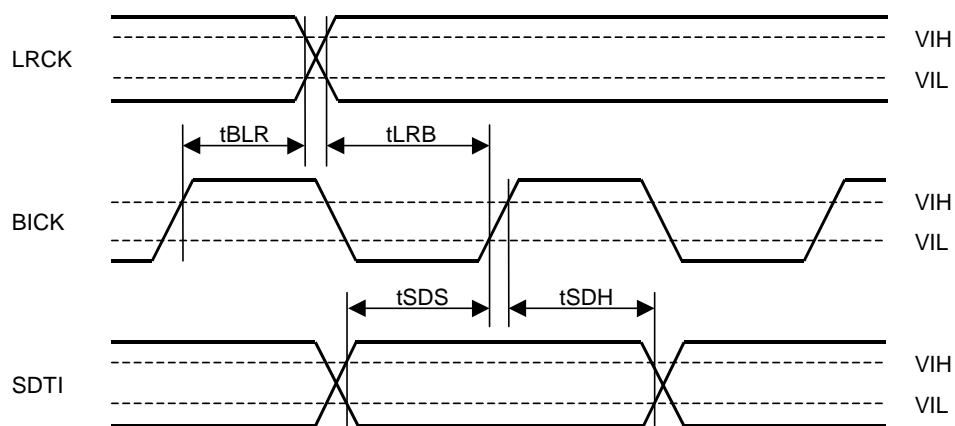 LRCK
VIH
VIL
tBLR
tLRB
BICK
VIH
VIL
tSDS
tSDH
SDTI
VIH
VIL